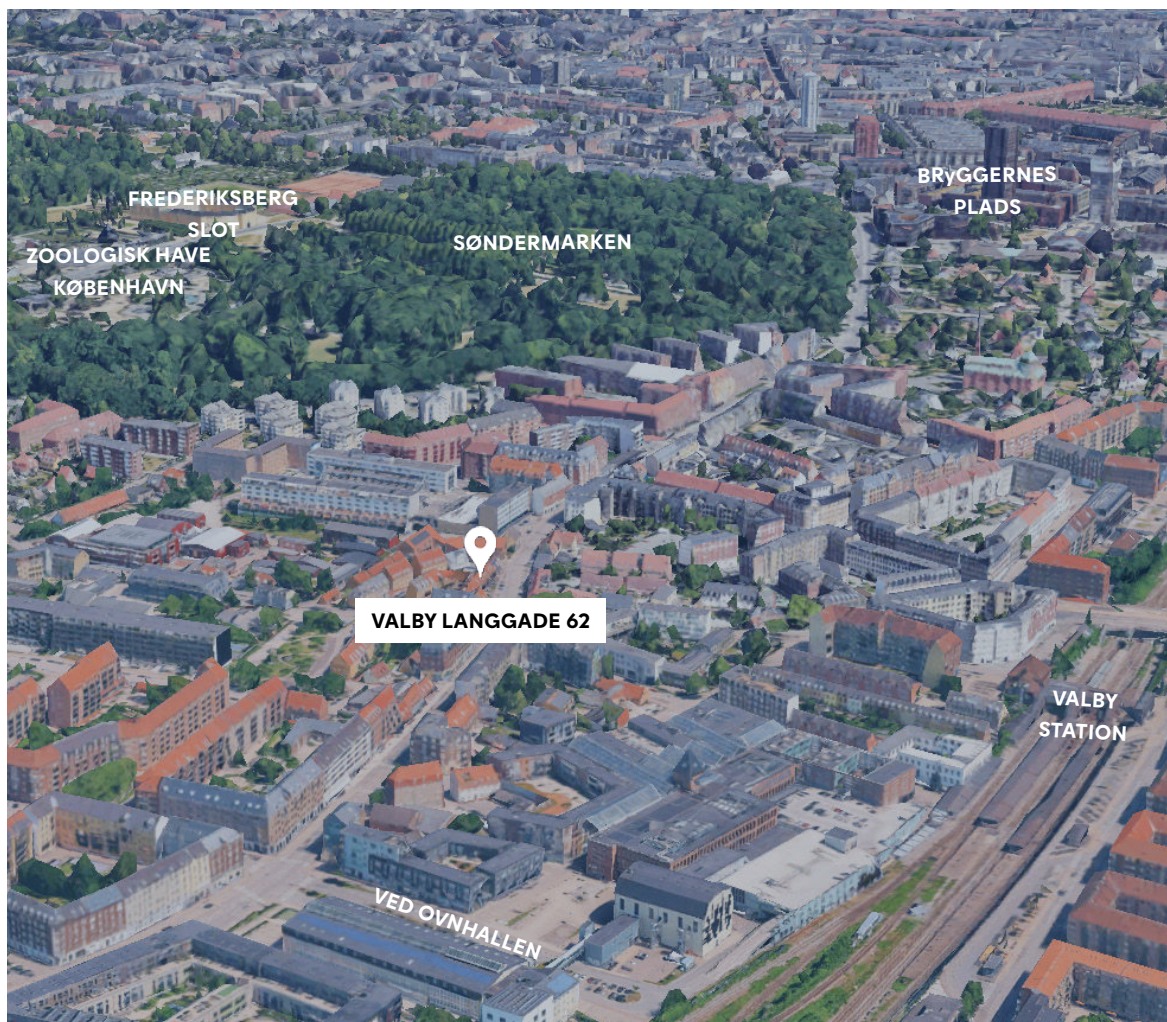 FREDERIKSBERG
SLOT
ZOOLOGISK HAVE
KØBENHAVN
SØNDERMARKEN
BRyGGERNES
PLADS
VALBY LANGGADE 62
VALBY
STATION
VED OVNHALLEN